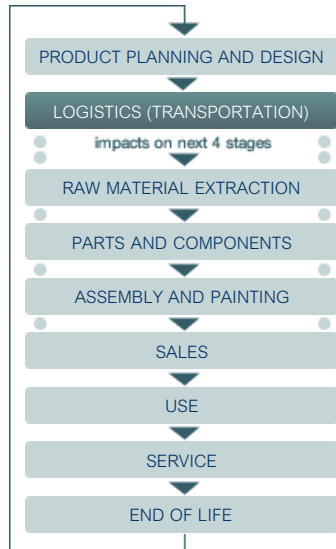 PRODUCT PLANNING AND DESIGN
LOGISTICS (TRANSPORTATION)
impacts on next 4 stages
RAW MATERIAL EXTRACTION
PARTS AND COMPONENTS
ASSEMBLY AND PAINTING
SALES
USE
SERVICE
END OF LIFE